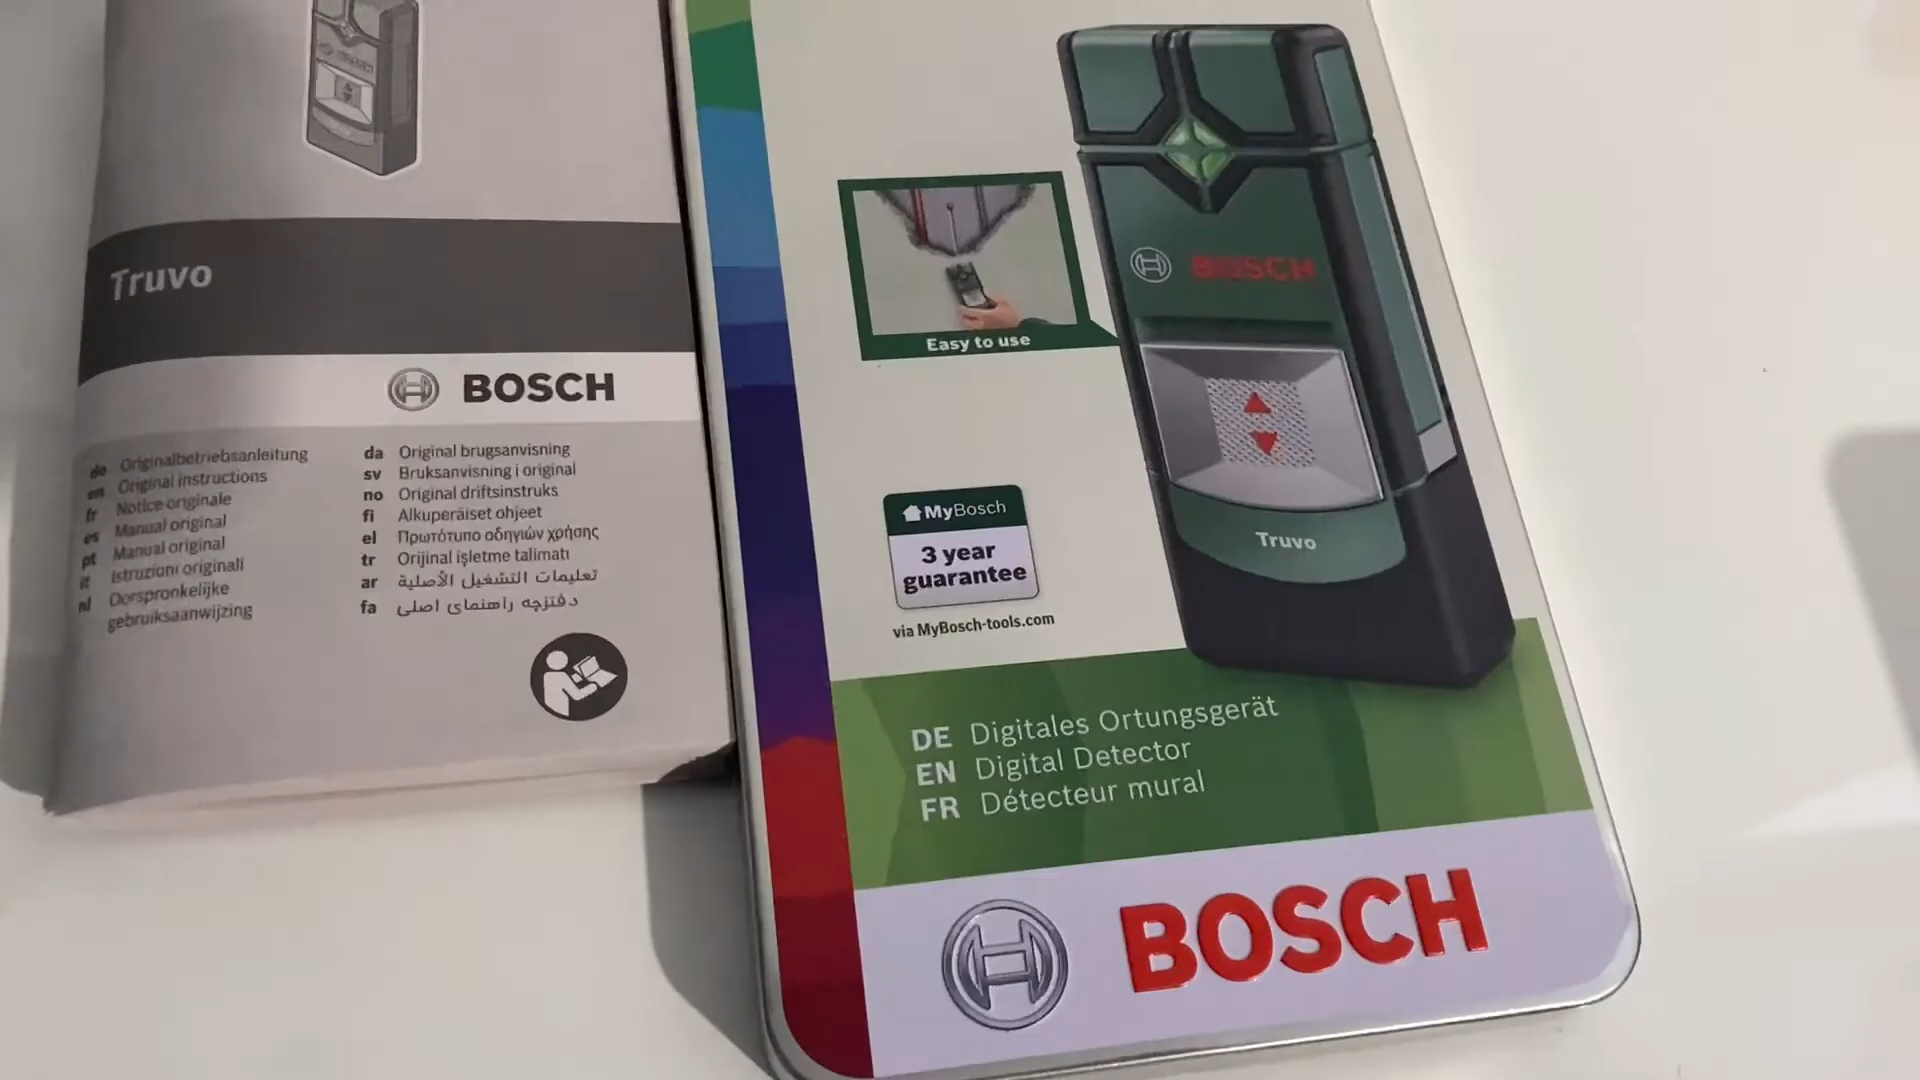 Truvo
BOSCH
de Originalbetriebsanleitung
en Original instructions
fr Notice originale
es Manual original
pt Manual original
it Istruzioni originali
nl Oorspronkelijke
gebruiksaanwijzing
da Original brugsanvisning
sv Bruksanvisning i original
no Original driftsinstruks
fi Alkuperäiset ohjeet
el Πρωτότυπο οδηγιών χρήσης
tr Orijinal işletme talimatı
ar تعليمات التشغيل الأصلية
fa دفترچه راهنمای اصلی
BOSCH
Easy to use
Truvo
MyBosch
3 year
guarantee
via MyBosch-tools.com
DE Digitales Ortungsgerät
EN Digital Detector
FR Détecteur mural
BOSCH